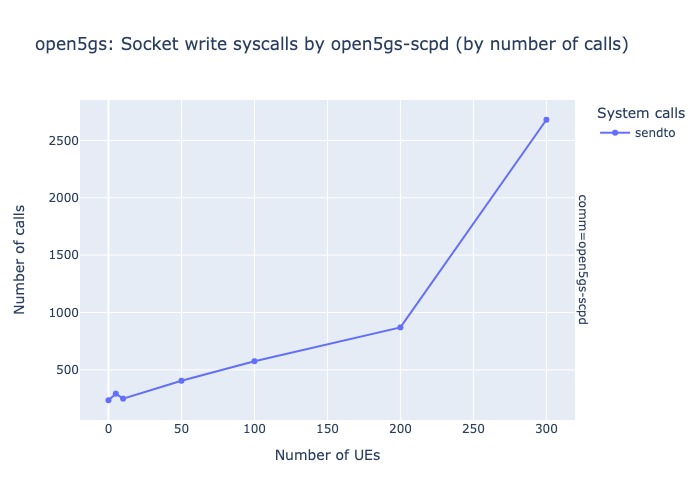 open5gs: Socket write syscalls by open5gs-scpd (by number of calls)
System calls
sendto
Number of calls
2500
2000
1500
1000
500
comm=open5gs-scpd
0 50 100 150 200 250 300
Number of UEs